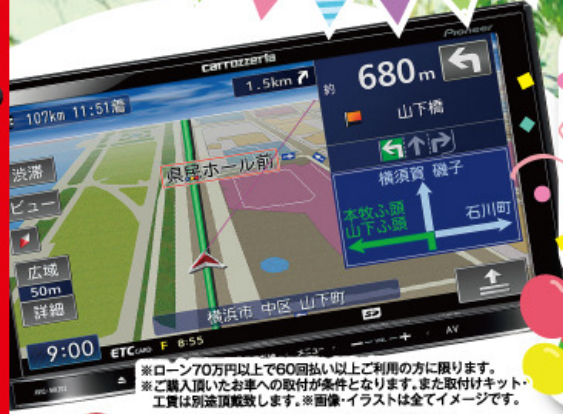 carrozzeria
Pioneer
107km 11:51着
1.5km
約 680m
山下橋
渋滞
ビュー
県民ホール前
横須賀 磯子
本牧ふ頭
山下ふ頭
石川町
広域
50m
詳細
横浜市 中区 山下町
9:00 ETC CARD F 8:55
メニュー
AV
※ローン70万円以上で60回払い以上ご利用の方に限ります。
※ご購入頂いたお車への取付が条件となります。また取付けキット・
工賃は別途頂戴致します。※画像・イラストは全てイメージです。